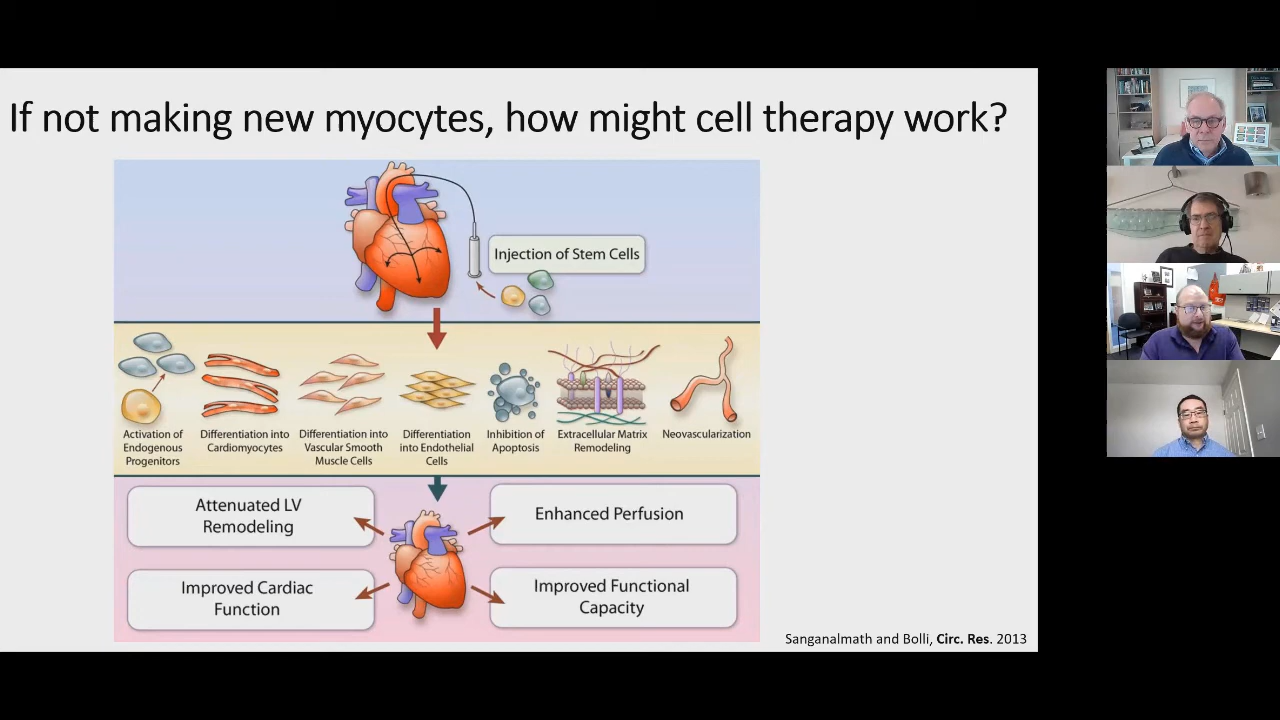 If not making new myocytes, how might cell therapy work?
Injection of Stem Cells
Activation of
Endogenous
Progenitors
Differentiation into
Cardiomyocytes
Differentiation into
Vascular Smooth
Muscle Cells
Differentiation
into Endothelial
Cells
Inhibition of
Apoptosis
Extracellular Matrix
Remodeling
Neovascularization
Attenuated LV
Remodeling
Enhanced Perfusion
Improved Cardiac
Function
Improved Functional
Capacity
Sanganalmath and Bolli, Circ. Res. 2013